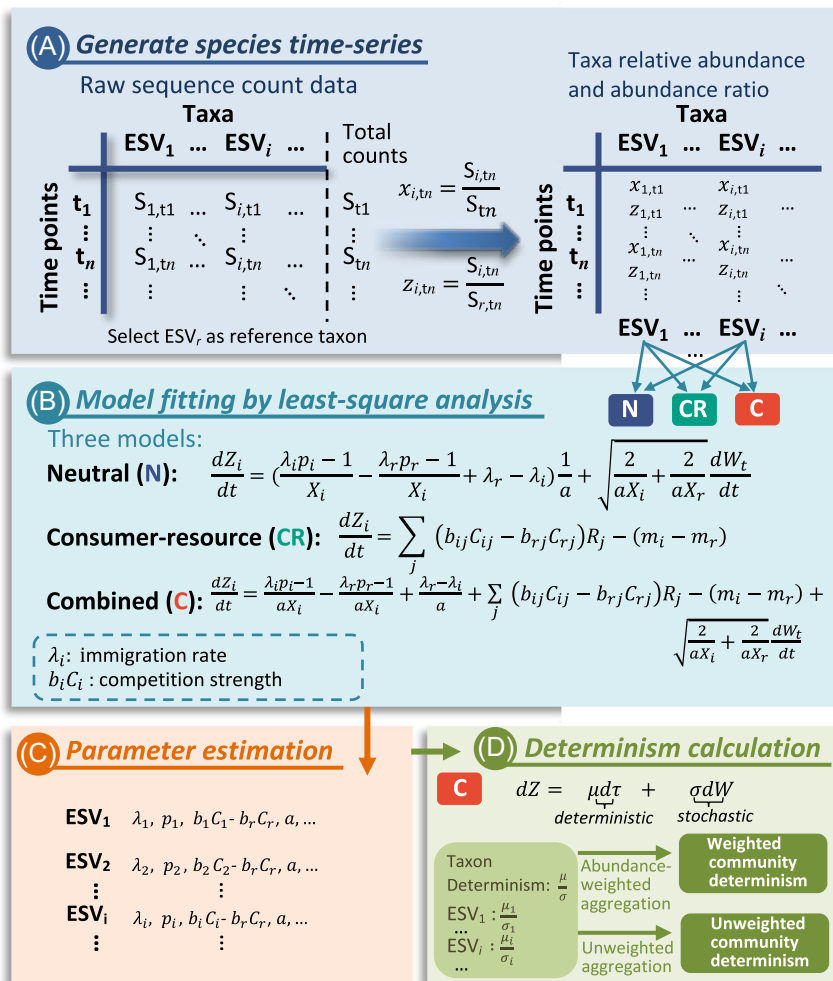 (A) Generate species time-series
Raw sequence count data
Taxa
ESV₁ ... ESVᵢ ...
Total
counts
Time points
t₁ S₁,t1 ... Sᵢ,t1 ... Sₜ₁
... ⋮ ⋱ ⋮ ⋮
tₙ S₁,tn ... Sᵢ,tn ... Sₜₙ
... ⋮ ⋮ ⋱ ⋮
Select ESVᵣ as reference taxon
xᵢ,tn = Sᵢ,tn / Stn
zᵢ,tn = Sᵢ,tn / Sᵣ,tn
Taxa relative abundance
and abundance ratio
Taxa
ESV₁ ... ESVᵢ ...
Time points
x₁,t1 xᵢ,t1
t₁ z₁,t1 ... zᵢ,t1 ...
... ⋮ ⋱ ⋮
x₁,tn xᵢ,tn
tₙ z₁,tn ... zᵢ,tn ...
... ⋮ ⋮ ⋱
ESV₁ ... ESVᵢ ...
...
N CR C
(B) Model fitting by least-square analysis
Three models:
Neutral (N): dZᵢ/dt = ((λᵢpᵢ − 1)/Xᵢ − (λᵣpᵣ − 1)/Xᵢ + λᵣ − λᵢ) 1/a + √(2/aXᵢ + 2/aXᵣ) dWₜ/dt
Consumer-resource (CR): dZᵢ/dt = ∑ⱼ (bᵢⱼCᵢⱼ − bᵣⱼCᵣⱼ)Rⱼ − (mᵢ − mᵣ)
Combined (C): dZᵢ/dt = (λᵢpᵢ−1)/aXᵢ − (λᵣpᵣ−1)/aXᵢ + (λᵣ−λᵢ)/a + ∑ⱼ (bᵢⱼCᵢⱼ − bᵣⱼCᵣⱼ)Rⱼ − (mᵢ − mᵣ) +
√(2/aXᵢ + 2/aXᵣ) dWₜ/dt
λᵢ: immigration rate
bᵢCᵢ : competition strength
(C) Parameter estimation
ESV₁ λ₁, p₁, b₁C₁- bᵣCᵣ, a, ...
ESV₂ λ₂, p₂, b₂C₂- bᵣCᵣ, a, ...
⋮ ⋮
ESVᵢ λᵢ, pᵢ, bᵢCᵢ- bᵣCᵣ, a, ...
⋮ ⋮
(D) Determinism calculation
C dZ = μdτ + σdW
deterministic stochastic
Taxon
Determinism: μ/σ
ESV₁ : μ₁/σ₁
...
ESVᵢ : μᵢ/σᵢ
...
Abundance-
weighted
aggregation
Weighted
community
determinism
Unweighted
aggregation
Unweighted
community
determinism